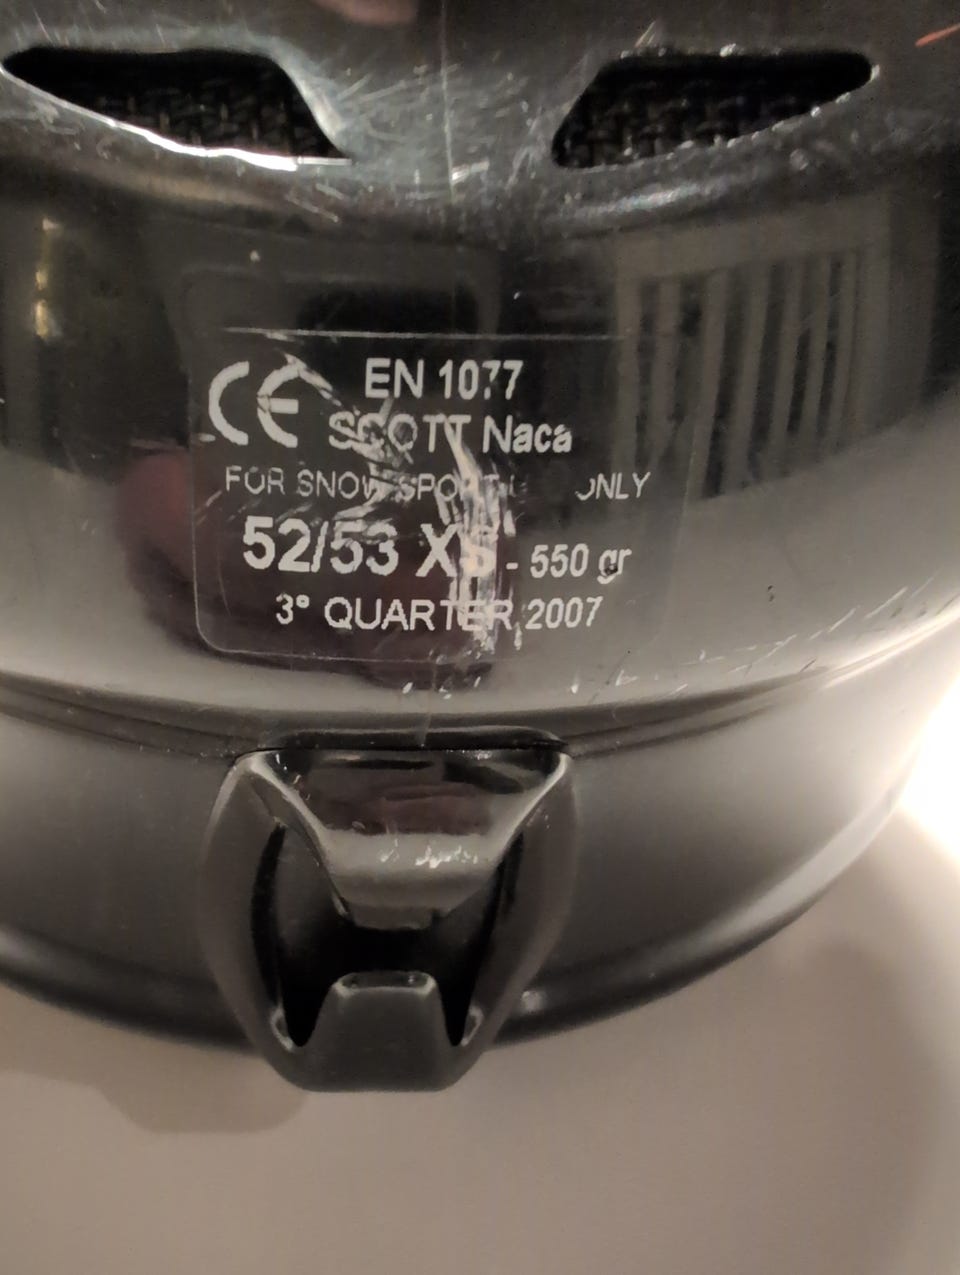 CE EN 1077
SCOTT Naca
FOR SNOW SPORT ONLY
52/53 XS - 550 gr
3° QUARTER 2007